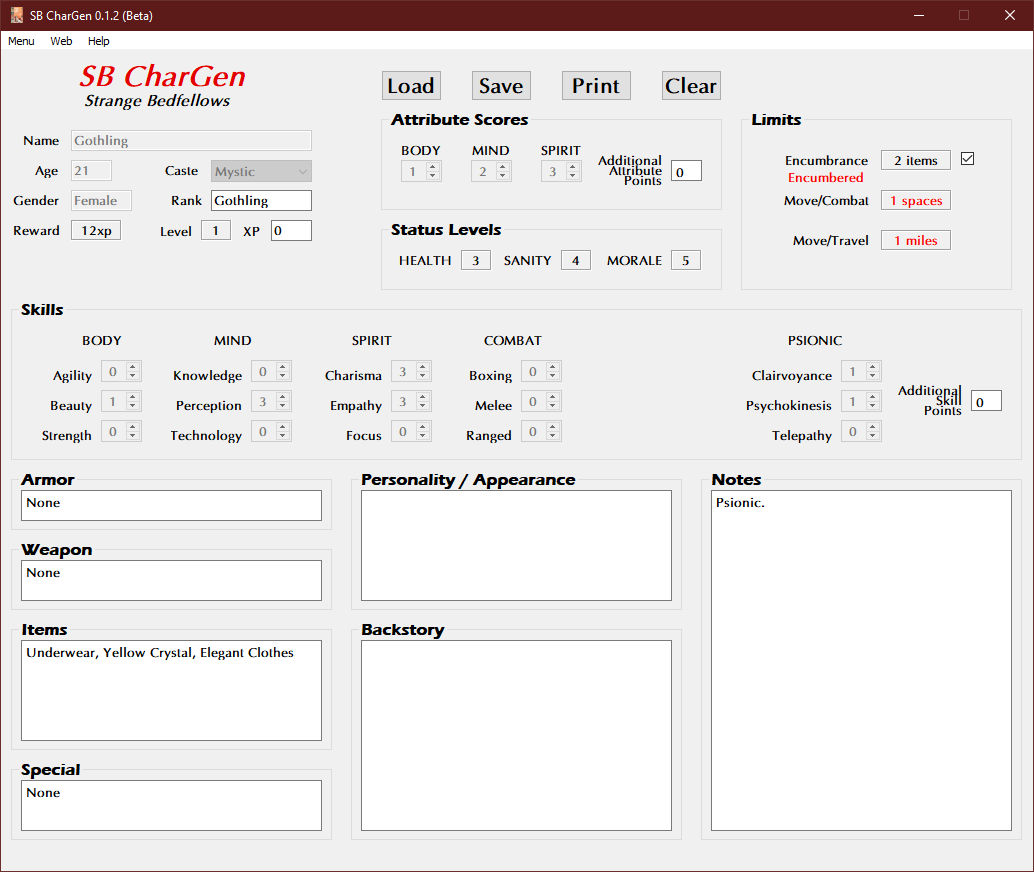 SB CharGen 0.1.2 (Beta)
Menu Web Help
SB CharGen
Strange Bedfellows
Load Save Print Clear
Name Gothling
Age 21 Caste Mystic
Gender Female Rank Gothling
Reward 12xp Level 1 XP 0
Attribute Scores
BODY MIND SPIRIT
1 2 3
Additional
Attribute
Points
0
Status Levels
HEALTH 3 SANITY 4 MORALE 5
Limits
Encumbrance 2 items
Encumbered
Move/Combat 1 spaces
Move/Travel 1 miles
Skills
BODY MIND SPIRIT COMBAT PSIONIC
Agility 0 Knowledge 0 Charisma 3 Boxing 0 Clairvoyance 1
Beauty 1 Perception 3 Empathy 3 Melee 0 Psychokinesis 1
Strength 0 Technology 0 Focus 0 Ranged 0 Telepathy 0
Additional
Skill
Points
0
Armor
None
Weapon
None
Items
Underwear, Yellow Crystal, Elegant Clothes
Special
None
Personality / Appearance
Backstory
Notes
Psionic.